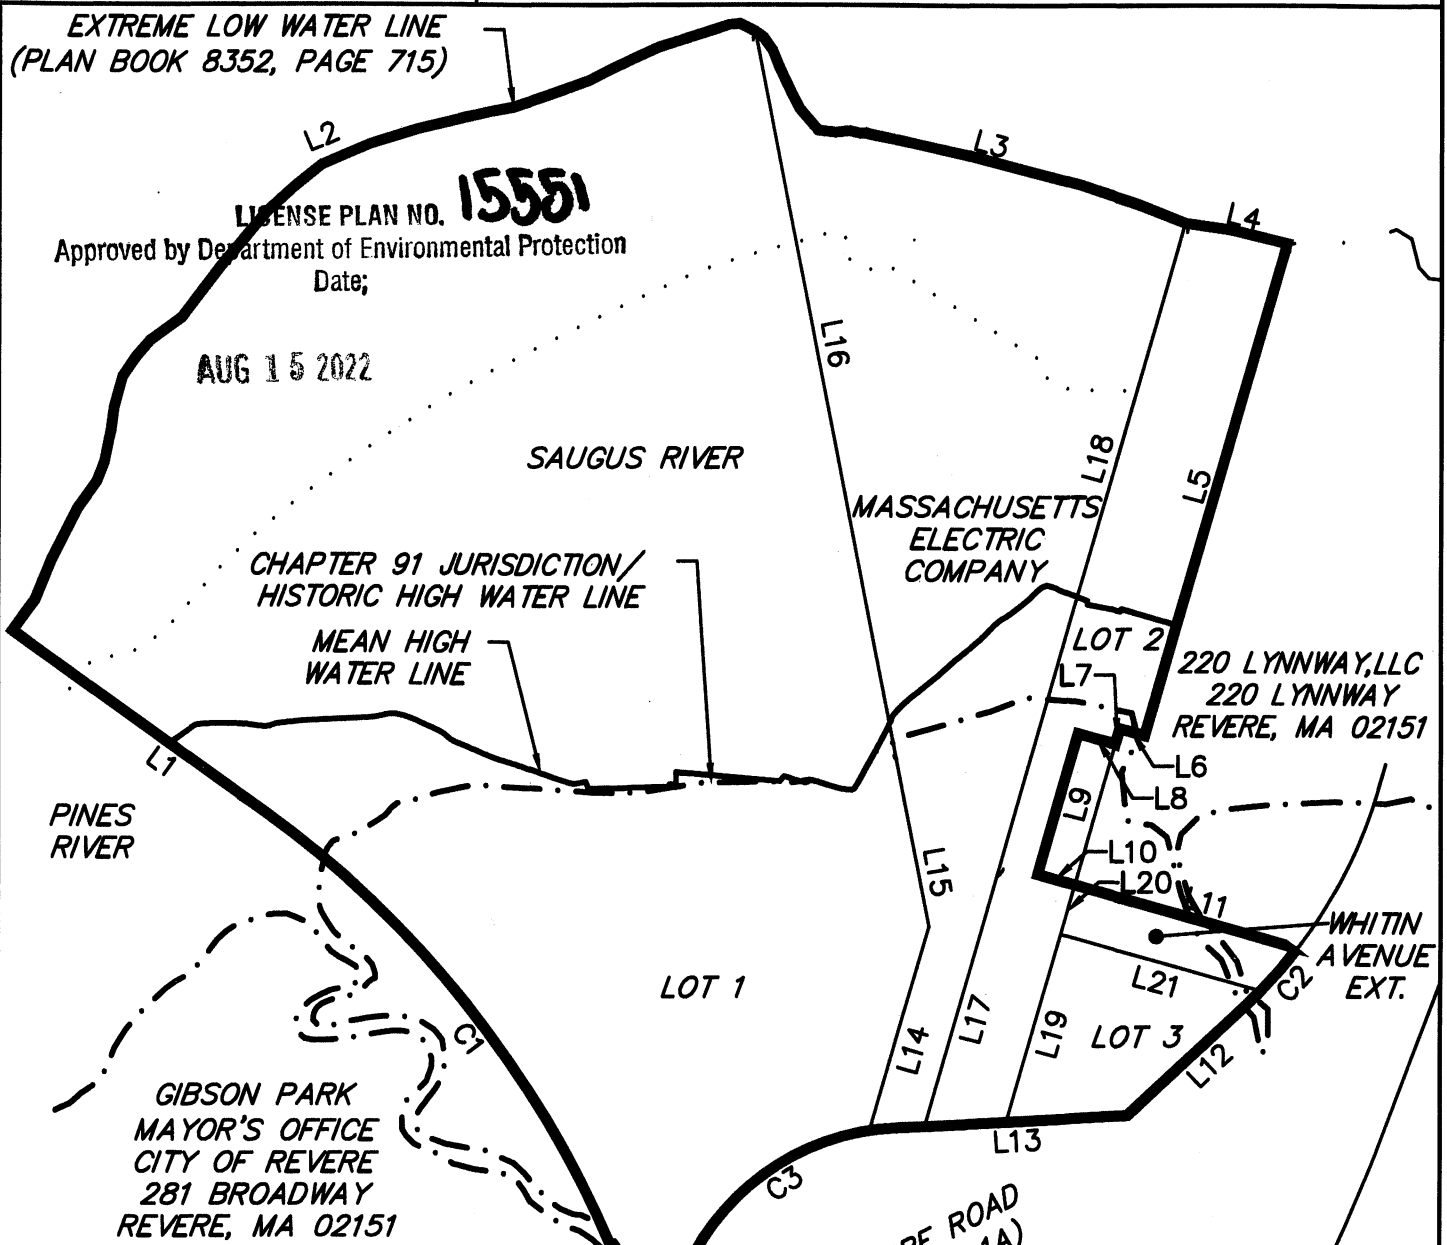 EXTREME LOW WATER LINE
(PLAN BOOK 8352, PAGE 715)
L2
L3
L4
LICENSE PLAN NO. 15551
Approved by Department of Environmental Protection
Date;
AUG 15 2022
L16
L18
L5
SAUGUS RIVER
MASSACHUSETTS
ELECTRIC
COMPANY
CHAPTER 91 JURISDICTION/
HISTORIC HIGH WATER LINE
MEAN HIGH
WATER LINE
LOT 2
L7
220 LYNNWAY,LLC
220 LYNNWAY
REVERE, MA 02151
L1
L6
L8
L9
PINES
RIVER
L10
L20
L15
11
WHITIN
AVENUE
EXT.
LOT 1
L21
C2
C1
L14
L17
L19
LOT 3
L12
GIBSON PARK
MAYOR'S OFFICE
CITY OF REVERE
281 BROADWAY
REVERE, MA 02151
L13
C3
ROAD
1A)